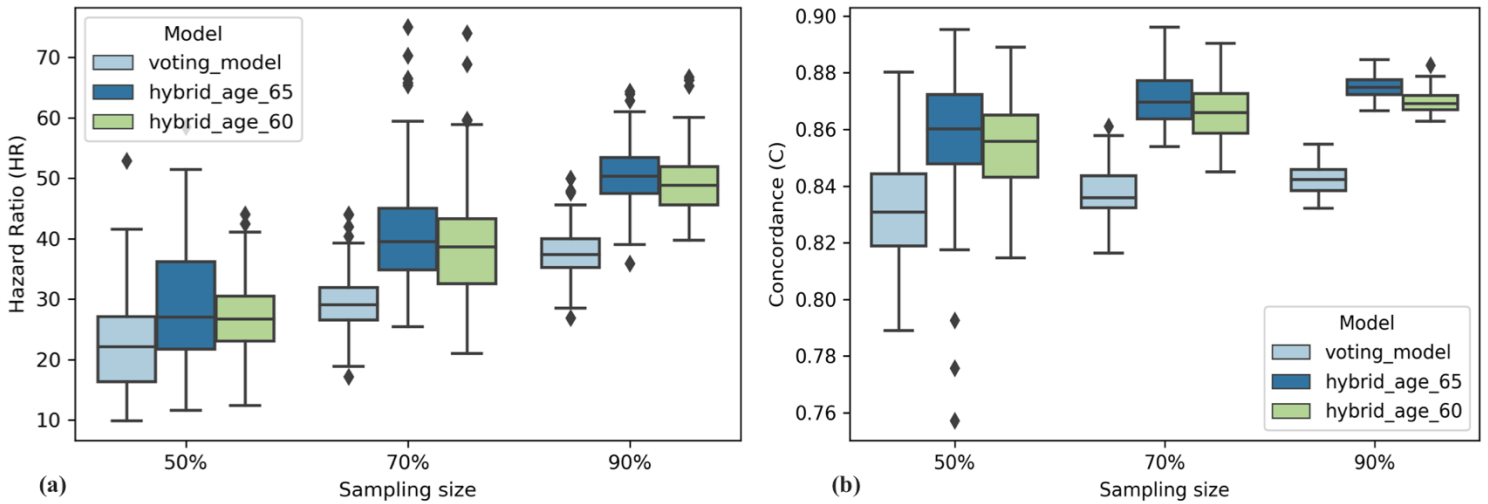 Hazard Ratio (HR)
70
60
50
40
30
20
10
Model
voting_model
hybrid_age_65
hybrid_age_60
50%
70%
90%
Sampling size
(a)
Concordance (C)
0.90
0.88
0.86
0.84
0.82
0.80
0.78
0.76
Model
voting_model
hybrid_age_65
hybrid_age_60
50%
70%
90%
Sampling size
(b)